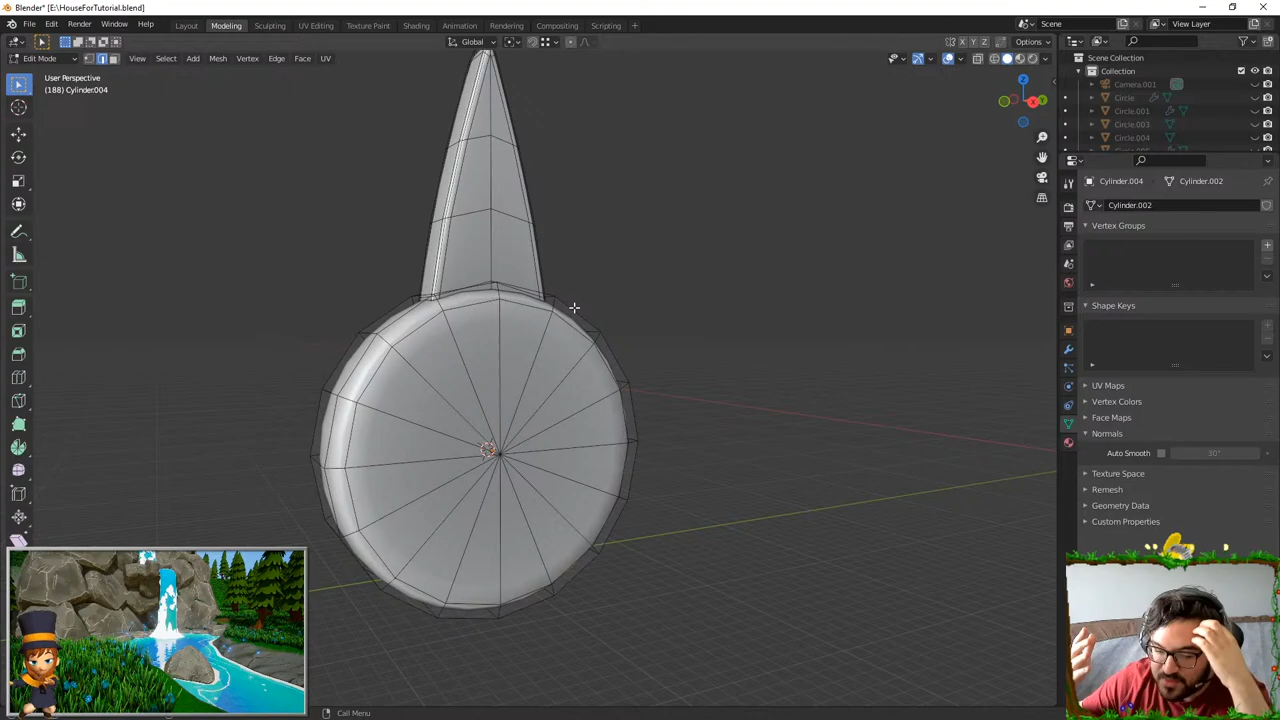 Blender* [E:\HouseForTutorial.blend]
File Edit Render Window Help Layout Modeling Sculpting UV Editing Texture Paint Shading Animation Rendering Compositing Scripting + Scene View Layer
Global X Y Z Options
Edit Mode View Select Add Mesh Vertex Edge Face UV
User Perspective
(188) Cylinder.004
Scene Collection
Collection
Camera.001
Circle
Circle.001
Circle.003
Circle.004
Z
X Y
Cylinder.004 Cylinder.002
Cylinder.002
Vertex Groups
Shape Keys
UV Maps
Vertex Colors
Face Maps
Normals
Auto Smooth 30°
Texture Space
Remesh
Geometry Data
Custom Properties
Call Menu